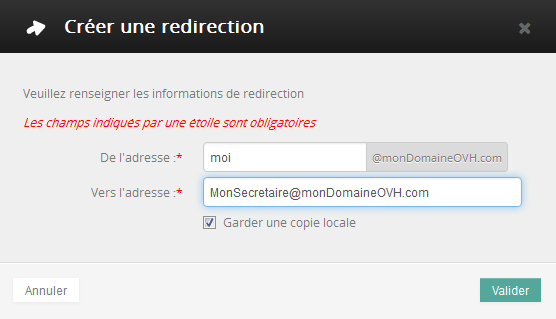 Créer une redirection
Veuillez renseigner les informations de redirection
Les champs indiqués par une étoile sont obligatoires
De l'adresse :* moi @monDomaineOVH.com
Vers l'adresse :* MonSecretaire@monDomaineOVH.com
Garder une copie locale
Annuler Valider